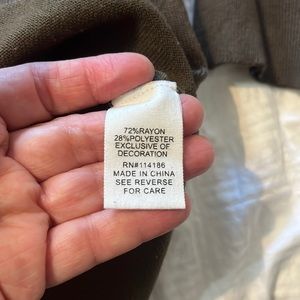 72%RAYON
28%POLYESTER
EXCLUSIVE OF
DECORATION
RN#114186
MADE IN CHINA
SEE REVERSE
FOR CARE